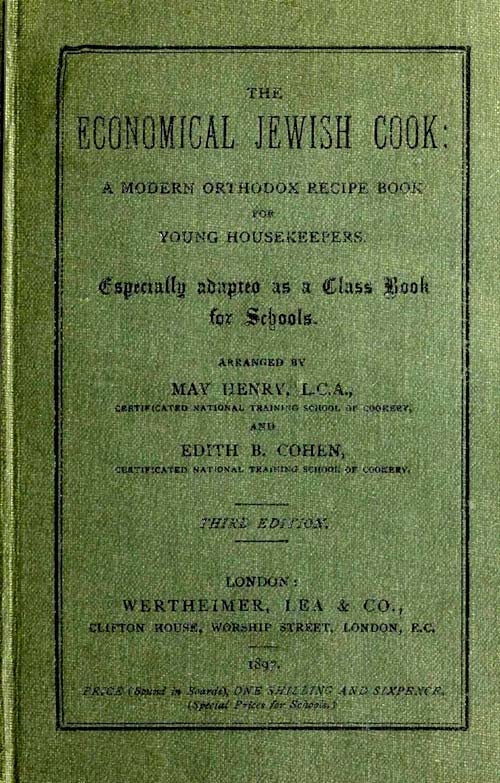 THE
ECONOMICAL JEWISH COOK:
A MODERN ORTHODOX RECIPE BOOK
FOR
YOUNG HOUSEKEEPERS.
Especially adapted as a Class Book
for Schools.
ARRANGED BY
MAY HENRY, L.C.A.,
CERTIFICATED NATIONAL TRAINING SCHOOL OF COOKERY,
AND
EDITH B. COHEN,
CERTIFICATED NATIONAL TRAINING SCHOOL OF COOKERY.
THIRD EDITION.
LONDON:
WERTHEIMER, LEA & CO.,
CLIFTON HOUSE, WORSHIP STREET, LONDON, E.C.
1897.
PRICE (Bound in Boards), ONE SHILLING AND SIXPENCE.
(Special Prices for Schools.)